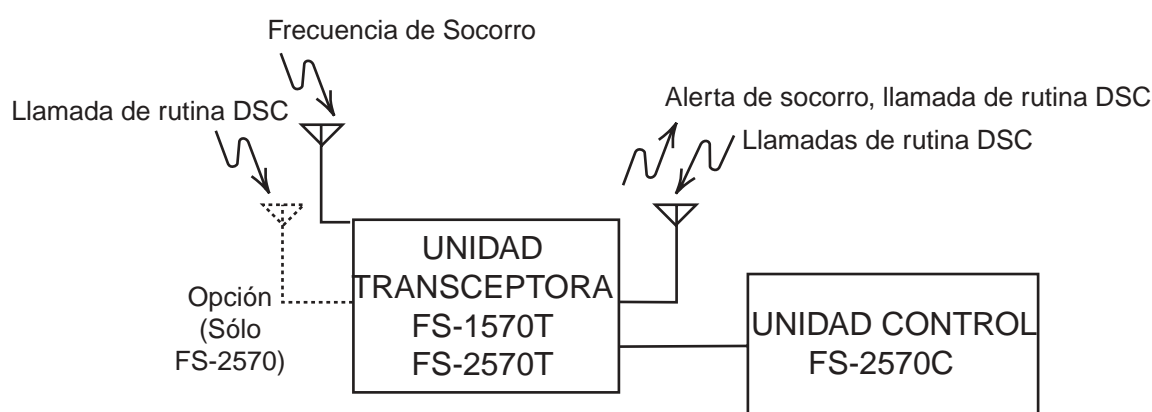 Frecuencia de Socorro
Llamada de rutina DSC
Alerta de socorro, llamada de rutina DSC
Llamadas de rutina DSC
UNIDAD
TRANSCEPTORA
FS-1570T
FS-2570T
Opción
(Sólo
FS-2570)
UNIDAD CONTROL
FS-2570C